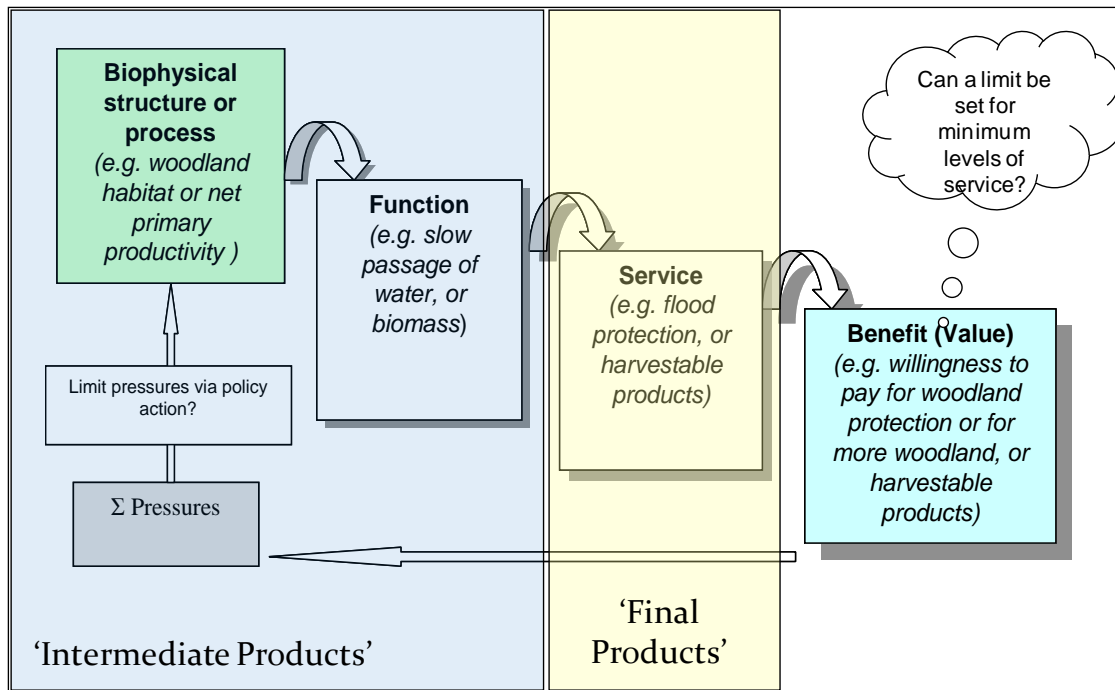 Biophysical
structure or
process
(e.g. woodland
habitat or net
primary
productivity )
Function
(e.g. slow
passage of
water, or
biomass)
Service
(e.g. flood
protection, or
harvestable
products)
Benefit (Value)
(e.g. willingness to
pay for woodland
protection or for
more woodland, or
harvestable
products)
Can a limit be
set for
minimum
levels of
service?
Limit pressures via policy
action?
Σ Pressures
‘Intermediate Products’
‘Final
Products’